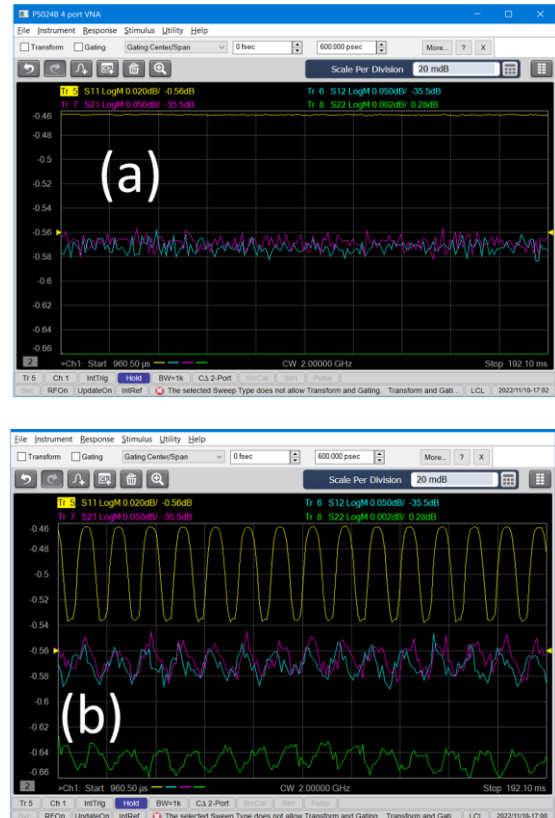 P5024B 4 port VNA
File Instrument Response Stimulus Utility Help
Transform Gating Gating Center/Span 0 fsec 600.000 psec More... ? X
Scale Per Division 20 mdB
Tr 5 S11 LogM 0.020dB/ -0.56dB Tr 6 S12 LogM 0.050dB/ -35.5dB
Tr 7 S21 LogM 0.050dB/ -35.5dB Tr 8 S22 LogM 0.002dB/ 0.28dB
-0.46
-0.48
-0.5
-0.52
(a)
-0.54
-0.56
-0.58
-0.6
-0.62
-0.64
-0.66
2 >Ch1: Start 960.50 µs CW 2.00000 GHz Stop 192.10 ms
Tr 5 Ch 1 IntTrig Hold BW=1k CΔ 2-Port SrcCal Sim Pulse
Svc RFOn UpdateOn IntRef The selected Sweep Type does not allow Transform and Gating. Transform and Gati... LCL 2022/11/10-17:02
File Instrument Response Stimulus Utility Help
Transform Gating Gating Center/Span 0 fsec 600.000 psec More... ? X
Scale Per Division 20 mdB
Tr 5 S11 LogM 0.020dB/ -0.56dB Tr 6 S12 LogM 0.050dB/ -35.5dB
Tr 7 S21 LogM 0.050dB/ -35.5dB Tr 8 S22 LogM 0.002dB/ 0.28dB
-0.46
-0.48
-0.5
-0.52
-0.54
-0.56
-0.58
-0.6
(b)
-0.62
-0.64
-0.66
2 >Ch1: Start 960.50 µs CW 2.00000 GHz Stop 192.10 ms
Tr 5 Ch 1 IntTrig Hold BW=1k CΔ 2-Port SrcCal Sim Pulse
Svc RFOn UpdateOn IntRef The selected Sweep Type does not allow Transform and Gating. Transform and Gati... LCL 2022/11/10-17:00